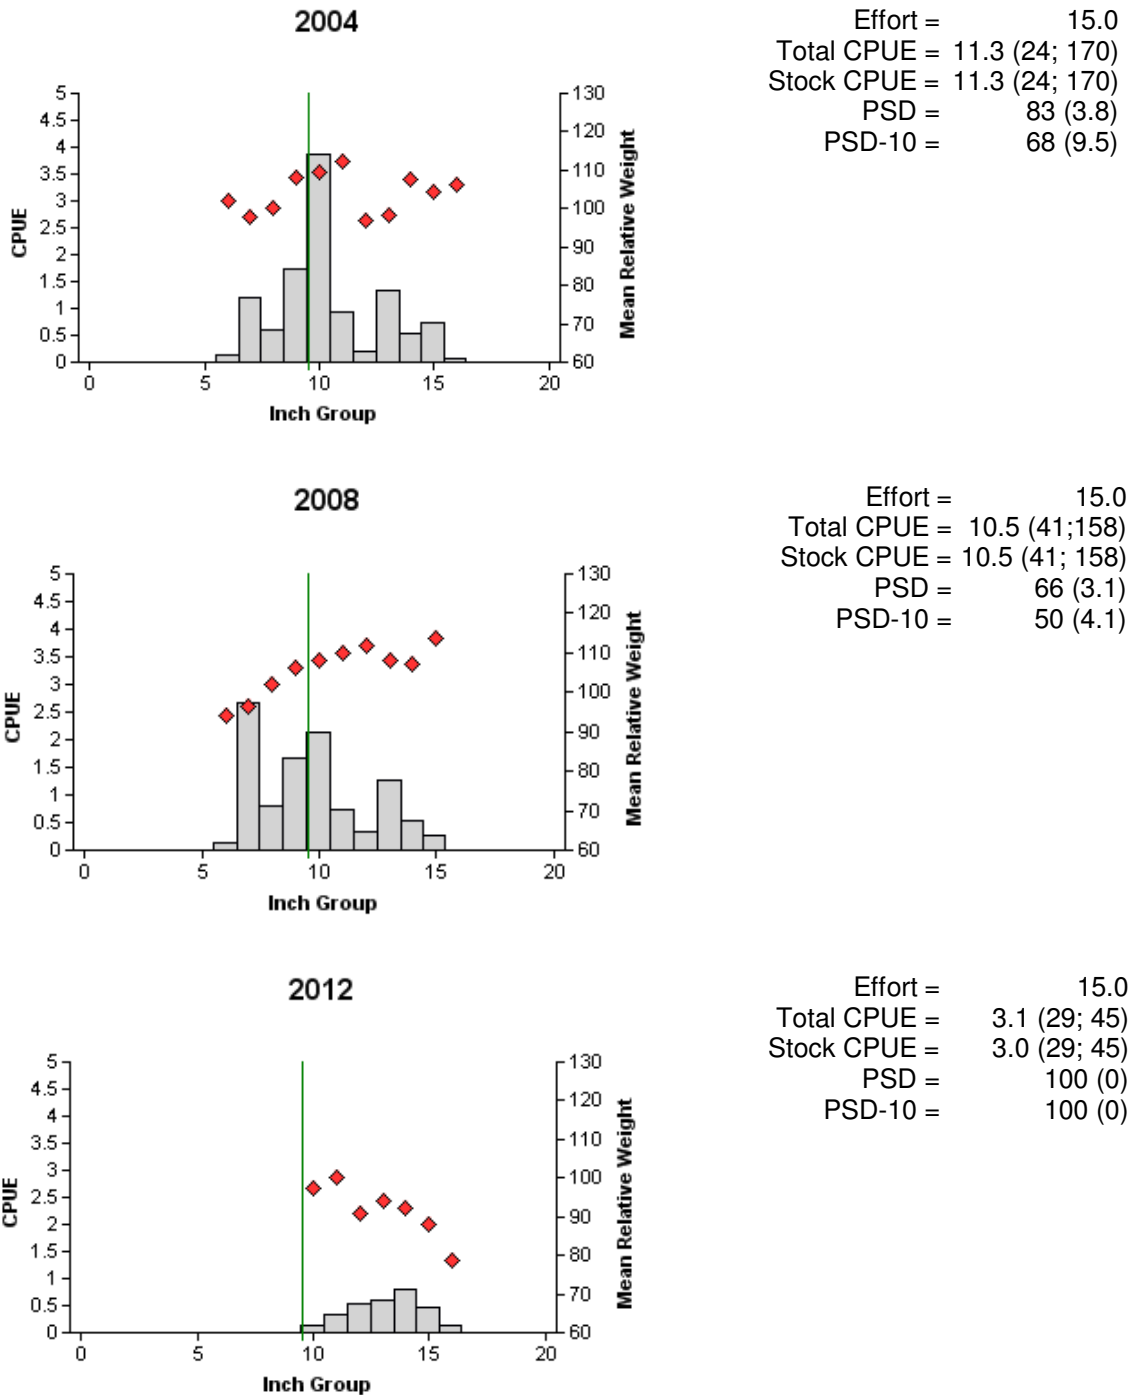 2004
Effort = 15.0
Total CPUE = 11.3 (24; 170)
Stock CPUE = 11.3 (24; 170)
PSD = 83 (3.8)
PSD-10 = 68 (9.5)
5
4.5
4
3.5
3
2.5
2
1.5
1
0.5
0
CPUE
130
120
110
100
90
80
70
60
Mean Relative Weight
0 5 10 15 20
Inch Group
2008
Effort = 15.0
Total CPUE = 10.5 (41;158)
Stock CPUE = 10.5 (41; 158)
PSD = 66 (3.1)
PSD-10 = 50 (4.1)
5
4.5
4
3.5
3
2.5
2
1.5
1
0.5
0
CPUE
130
120
110
100
90
80
70
60
Mean Relative Weight
0 5 10 15 20
Inch Group
2012
Effort = 15.0
Total CPUE = 3.1 (29; 45)
Stock CPUE = 3.0 (29; 45)
PSD = 100 (0)
PSD-10 = 100 (0)
5
4.5
4
3.5
3
2.5
2
1.5
1
0.5
0
CPUE
130
120
110
100
90
80
70
60
Mean Relative Weight
0 5 10 15 20
Inch Group